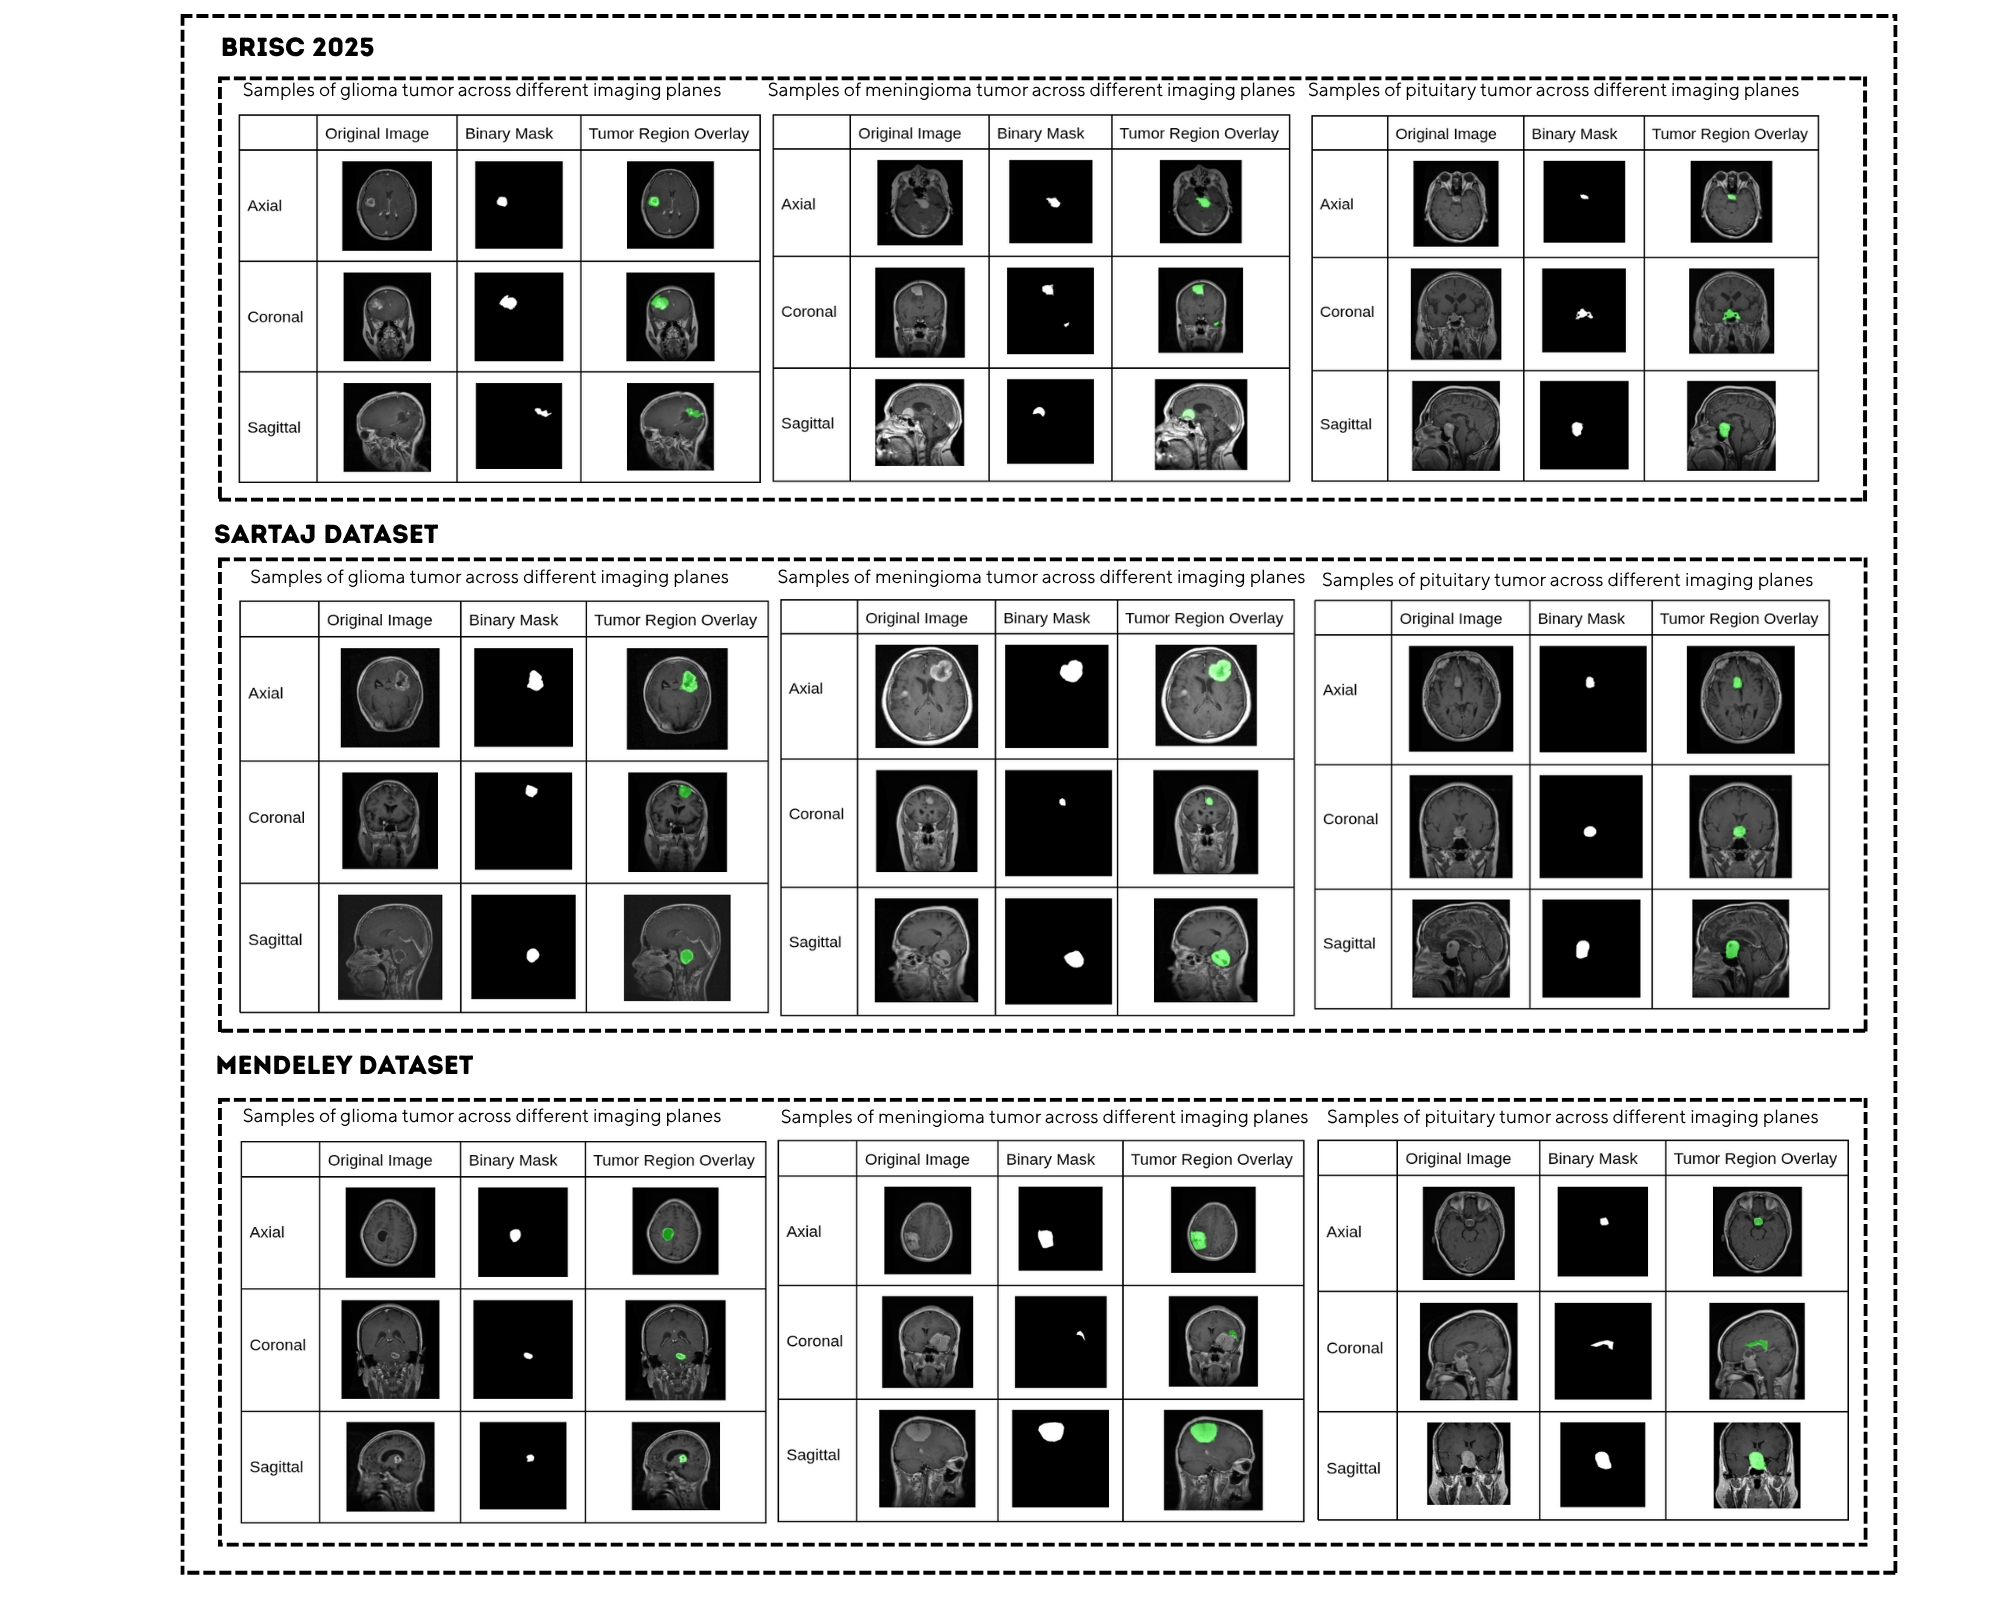 BRISC 2025
Samples of glioma tumor across different imaging planes
Original Image Binary Mask Tumor Region Overlay
Axial
Coronal
Sagittal
Samples of meningioma tumor across different imaging planes
Original Image Binary Mask Tumor Region Overlay
Axial
Coronal
Sagittal
Samples of pituitary tumor across different imaging planes
Original Image Binary Mask Tumor Region Overlay
Axial
Coronal
Sagittal
SARTAJ DATASET
Samples of glioma tumor across different imaging planes
Original Image Binary Mask Tumor Region Overlay
Axial
Coronal
Sagittal
Samples of meningioma tumor across different imaging planes
Original Image Binary Mask Tumor Region Overlay
Axial
Coronal
Sagittal
Samples of pituitary tumor across different imaging planes
Original Image Binary Mask Tumor Region Overlay
Axial
Coronal
Sagittal
MENDELEY DATASET
Samples of glioma tumor across different imaging planes
Original Image Binary Mask Tumor Region Overlay
Axial
Coronal
Sagittal
Samples of meningioma tumor across different imaging planes
Original Image Binary Mask Tumor Region Overlay
Axial
Coronal
Sagittal
Samples of pituitary tumor across different imaging planes
Original Image Binary Mask Tumor Region Overlay
Axial
Coronal
Sagittal